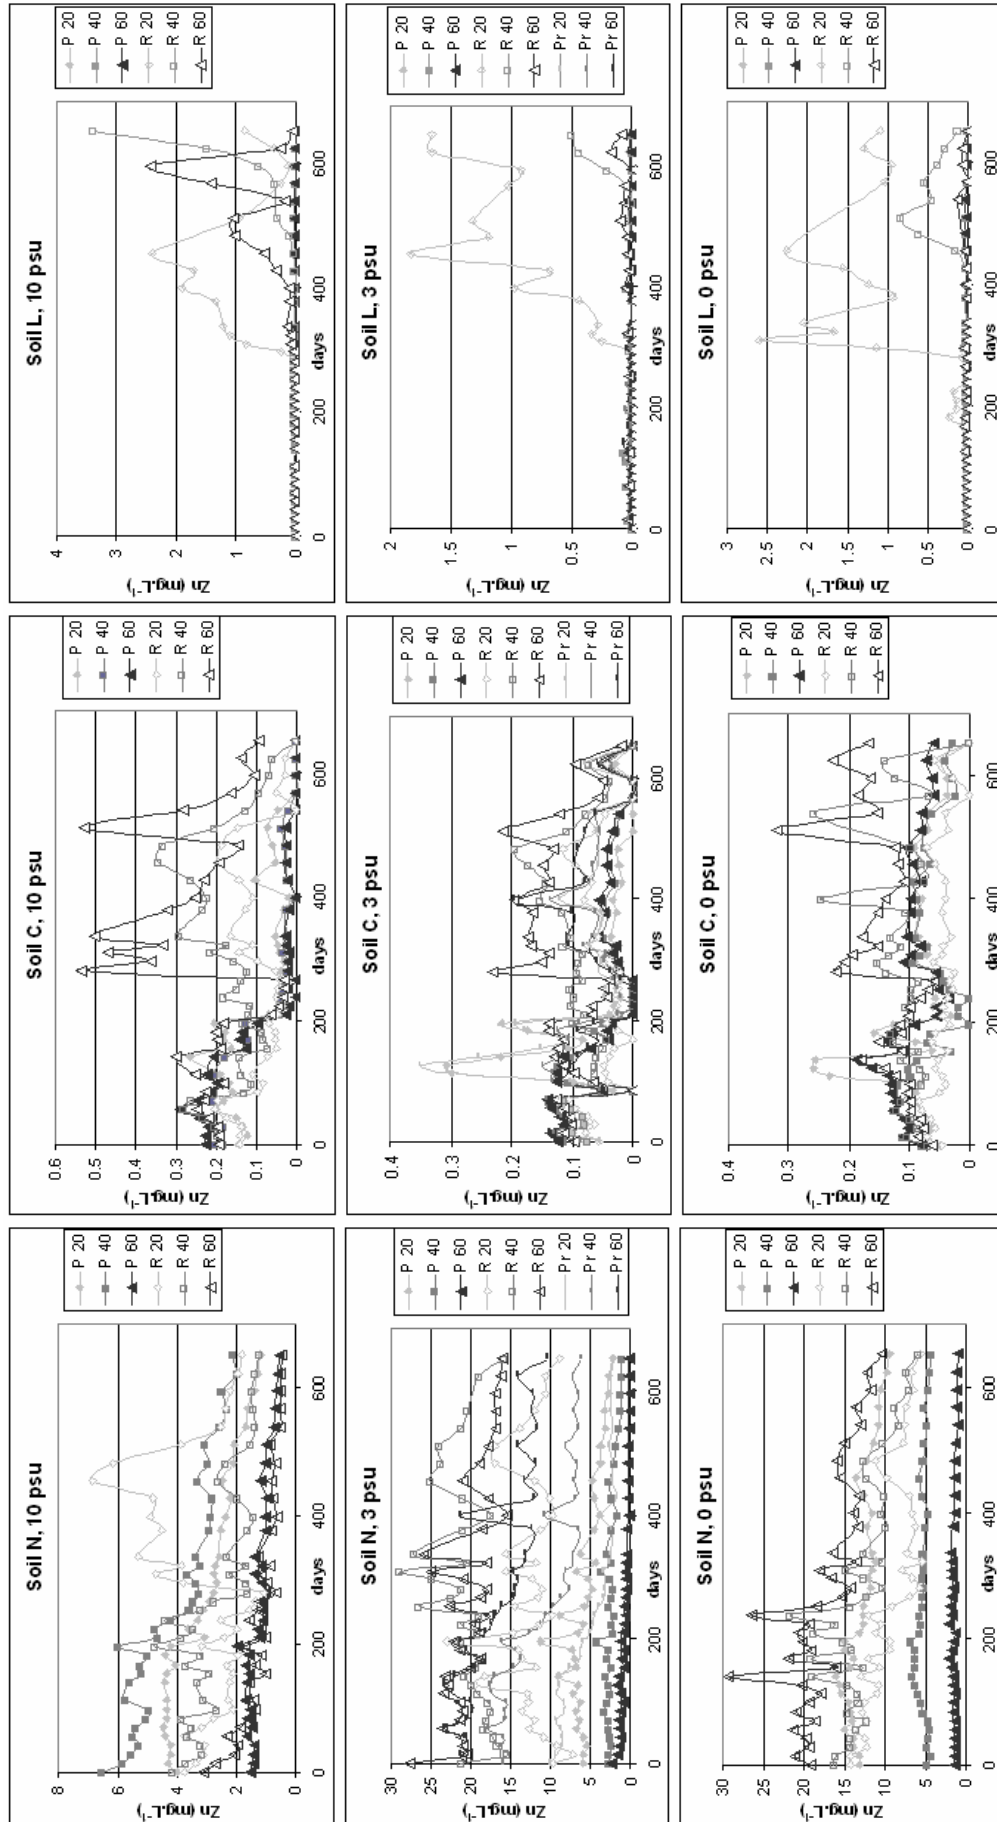 Soil N, 10 psu
Zn (mg.L⁻¹)
8
6
4
2
0
0
200
400
600
days
P 20
P 40
P 60
R 20
R 40
R 60
Soil C, 10 psu
Zn (mg.L⁻¹)
0.6
0.5
0.4
0.3
0.2
0.1
0
0
200
400
600
days
P 20
P 40
P 60
R 20
R 40
R 60
Soil L, 10 psu
Zn (mg.L⁻¹)
4
3
2
1
0
0
200
400
600
days
P 20
P 40
P 60
R 20
R 40
R 60
Soil N, 3 psu
Zn (mg.L⁻¹)
30
25
20
15
10
5
0
0
200
400
600
days
P 20
P 40
P 60
R 20
R 40
R 60
Pr 20
Pr 40
Pr 60
Soil C, 3 psu
Zn (mg.L⁻¹)
0.4
0.3
0.2
0.1
0
0
200
400
600
days
P 20
P 40
P 60
R 20
R 40
R 60
Pr 20
Pr 40
Pr 60
Soil L, 3 psu
Zn (mg.L⁻¹)
2
1.5
1
0.5
0
0
200
400
600
days
P 20
P 40
P 60
R 20
R 40
R 60
Pr 20
Pr 40
Pr 60
Soil N, 0 psu
Zn (mg.L⁻¹)
30
25
20
15
10
5
0
0
200
400
600
days
P 20
P 40
P 60
R 20
R 40
R 60
Soil C, 0 psu
Zn (mg.L⁻¹)
0.4
0.3
0.2
0.1
0
0
200
400
600
days
P 20
P 40
P 60
R 20
R 40
R 60
Soil L, 0 psu
Zn (mg.L⁻¹)
3
2.5
2
1.5
1
0.5
0
0
200
400
600
days
P 20
P 40
P 60
R 20
R 40
R 60